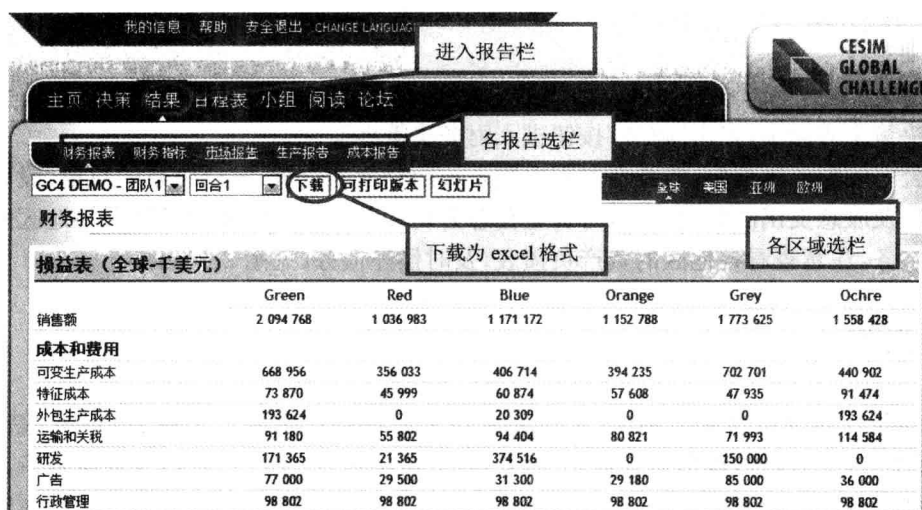 我的信息 帮助 安全退出 CHANGE LANGUAGE
进入报告栏
CESIM
GLOBAL
CHALLENGE
主页 决策 结果 日程表 小组 阅读 论坛
各报告选栏
财务报表 财务指标 市场报告 生产报告 成本报告
GC4 DEMO - 团队1 回合1 下载 可打印版本 幻灯片 全球 美国 亚洲 欧洲
财务报表
下载为 excel 格式
各区域选栏
损益表（全球-千美元）
Green Red Blue Orange Grey Ochre
销售额 2 094 768 1 036 983 1 171 172 1 152 788 1 773 625 1 558 428
成本和费用
可变生产成本 668 956 356 033 406 714 394 235 702 701 440 902
特征成本 73 870 45 999 60 874 57 608 47 935 91 474
外包生产成本 193 624 0 20 309 0 0 193 624
运输和关税 91 180 55 802 94 404 80 821 71 993 114 584
研发 171 365 21 365 374 516 0 150 000 0
广告 77 000 29 500 31 300 29 180 85 000 36 000
行政管理 98 802 98 802 98 802 98 802 98 802 98 802